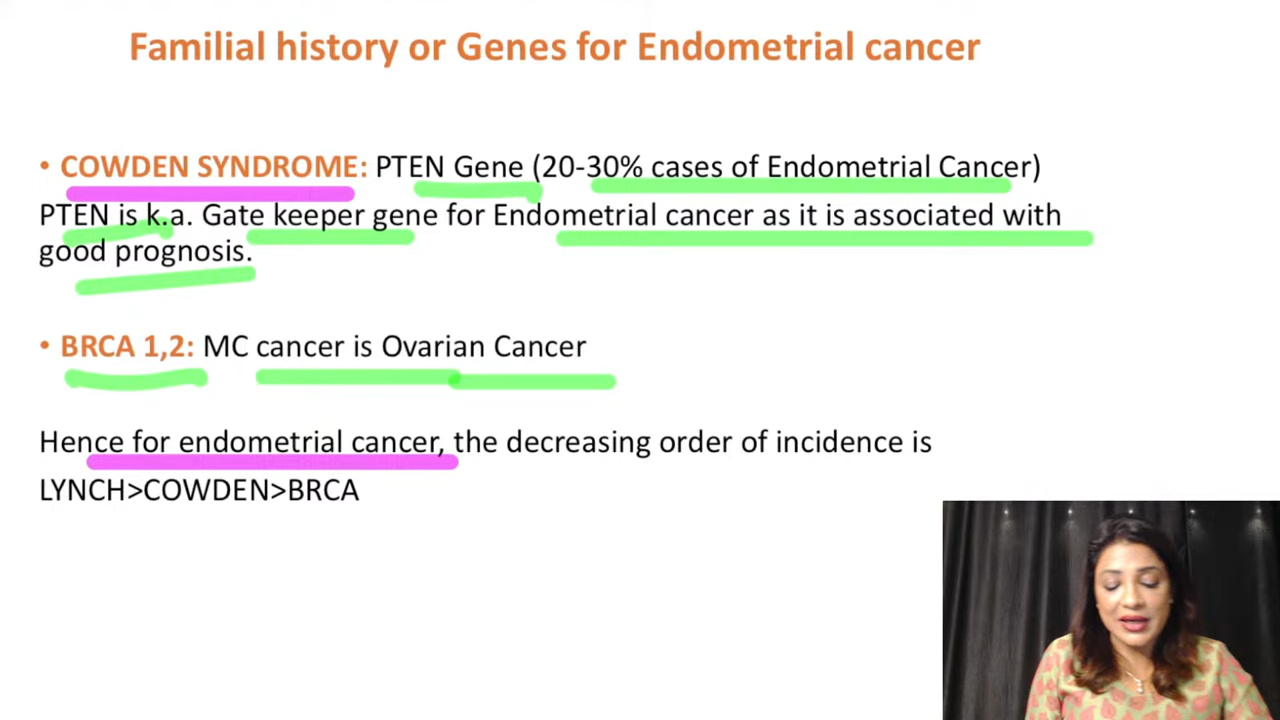 Familial history or Genes for Endometrial cancer
• COWDEN SYNDROME: PTEN Gene (20-30% cases of Endometrial Cancer)
PTEN is k.a. Gate keeper gene for Endometrial cancer as it is associated with
good prognosis.
• BRCA 1,2: MC cancer is Ovarian Cancer
Hence for endometrial cancer, the decreasing order of incidence is
LYNCH>COWDEN>BRCA